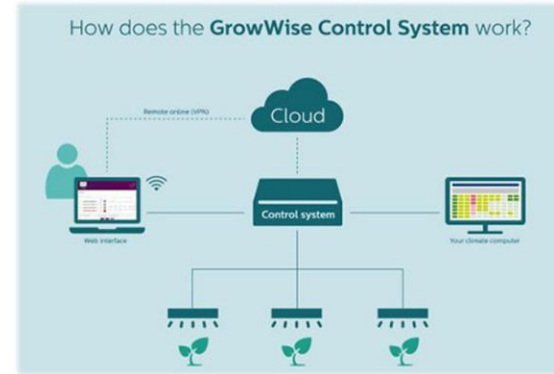 How does the GrowWise Control System work?
Remote online (VPN)
Cloud
Control system
Web interface
Your climate computer